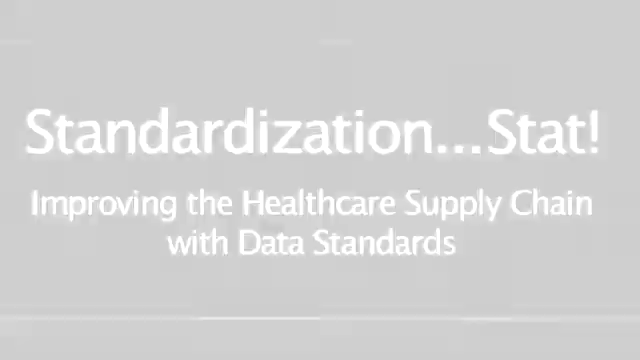 Standardization...Stat!
Improving the Healthcare Supply Chain
with Data Standards